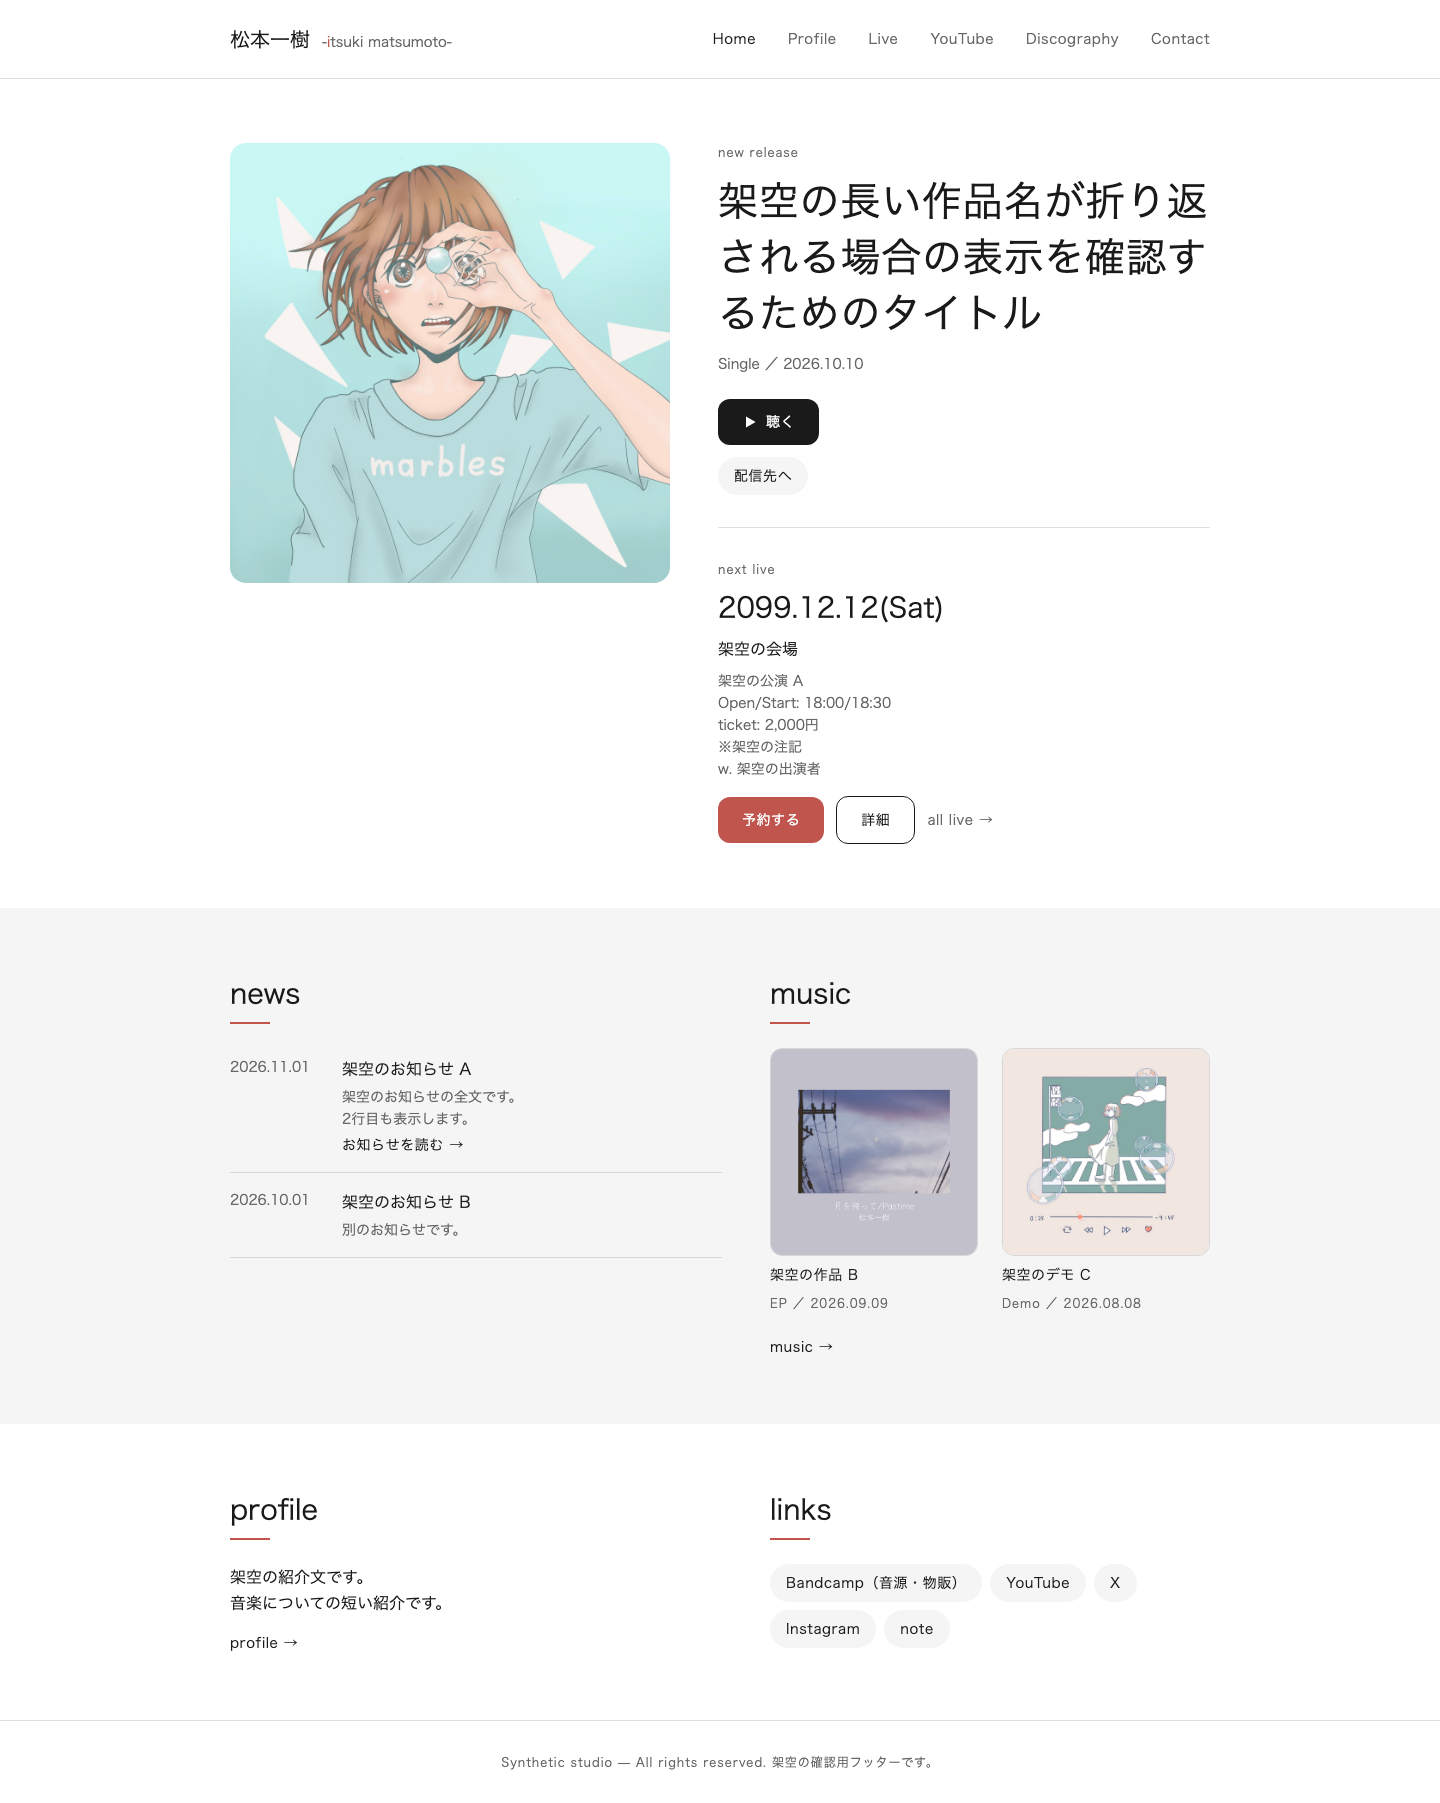 松本一樹 -itsuki matsumoto-
Home Profile Live YouTube Discography Contact
marbles
new release
架空の長い作品名が折り返
される場合の表示を確認す
るためのタイトル
Single ／ 2026.10.10
▶ 聴く
配信先へ
next live
2099.12.12(Sat)
架空の会場
架空の公演 A
Open/Start: 18:00/18:30
ticket: 2,000円
※架空の注記
w. 架空の出演者
予約する 詳細 all live →
news
2026.11.01 架空のお知らせ A
架空のお知らせの全文です。
2行目も表示します。
お知らせを読む →
2026.10.01 架空のお知らせ B
別のお知らせです。
music
月を待って/Pastime
松本一樹
架空の作品 B
EP ／ 2026.09.09
架空のデモ C
Demo ／ 2026.08.08
music →
profile
架空の紹介文です。
音楽についての短い紹介です。
profile →
links
Bandcamp（音源・物販） YouTube X
Instagram note
Synthetic studio — All rights reserved. 架空の確認用フッターです。